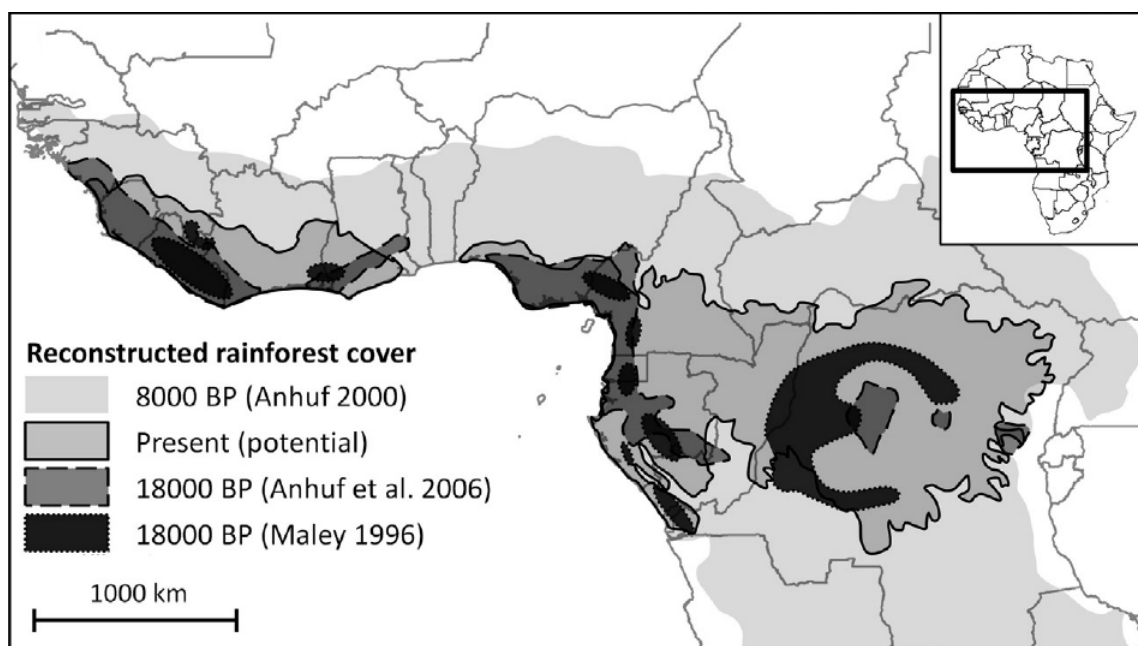 Reconstructed rainforest cover
8000 BP (Anhuf 2000)
Present (potential)
18000 BP (Anhuf et al. 2006)
18000 BP (Maley 1996)
1000 km